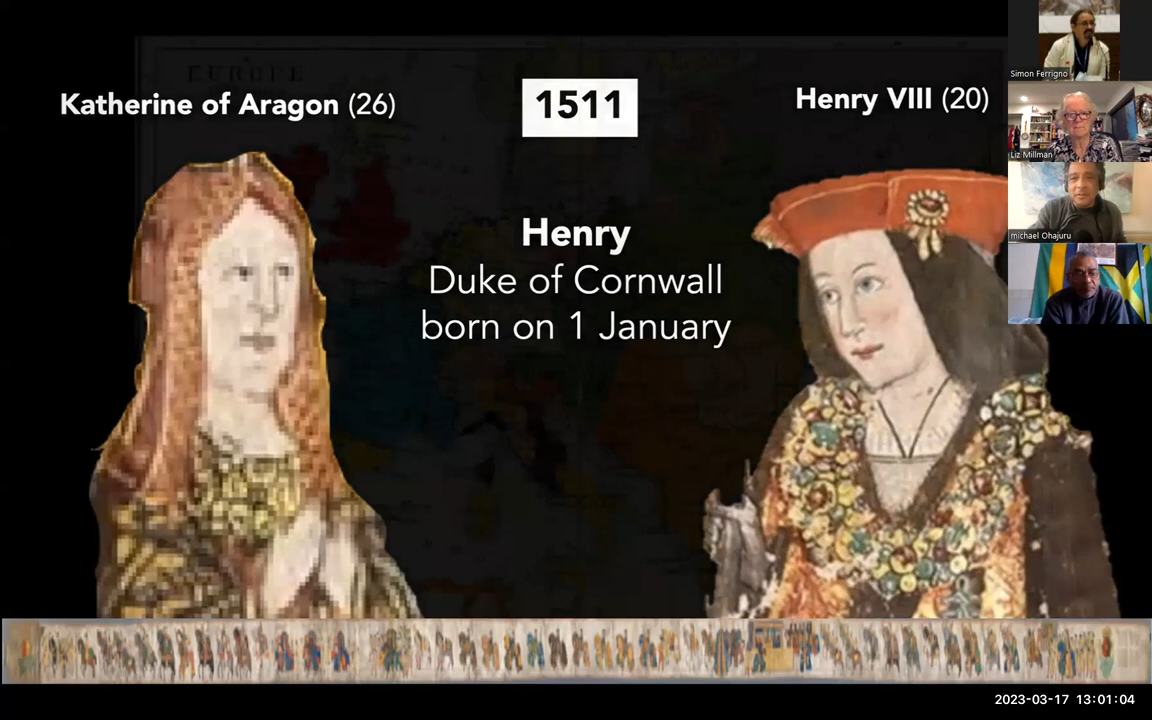 EUROPE
Katherine of Aragon (26)
1511
Henry VIII (20)
Henry
Duke of Cornwall
born on 1 January
Simon Ferrigno
Liz Millman
michael Ohajuru
2023-03-17 13:01:04